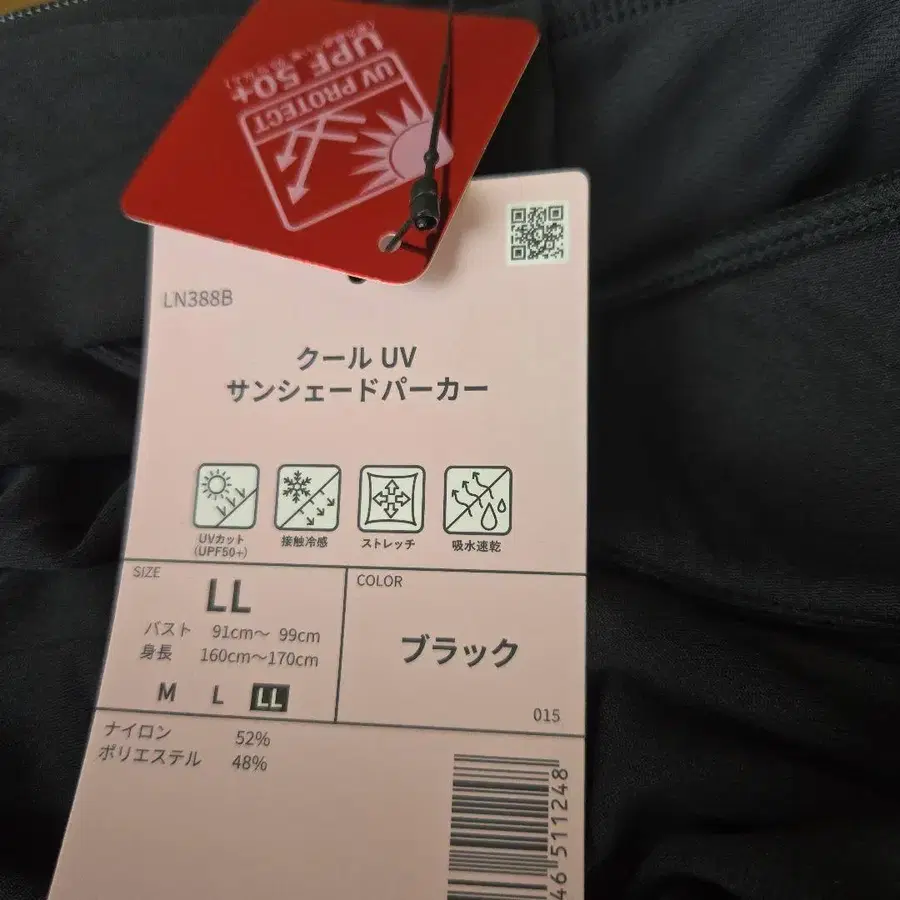 UPF 50+
UV PROTECT
LN388B
クール UV
サンシェードパーカー
UVカット
(UPF50+)
接触冷感
ストレッチ
吸水速乾
SIZE
LL
バスト 91cm〜 99cm
身長 160cm〜170cm
M L LL
COLOR
ブラック
015
ナイロン 52%
ポリエステル 48%
46 511248